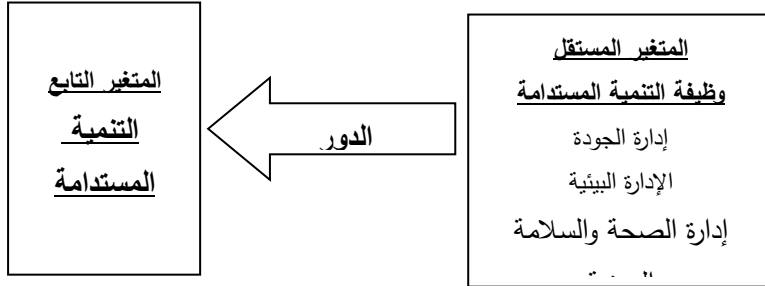 المتغير المستقل
وظيفة التنمية المستدامة
إدارة الجودة
الإدارة البيئية
إدارة الصحة والسلامة
الدور
المتغير التابع
التنمية
المستدامة